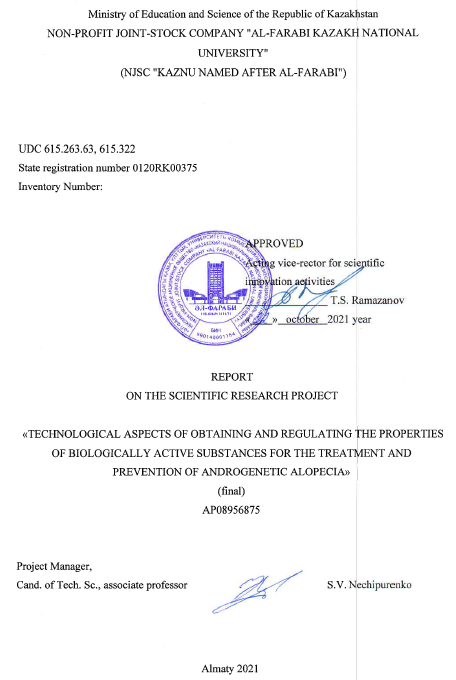 Ministry of Education and Science of the Republic of Kazakhstan
NON-PROFIT JOINT-STOCK COMPANY "AL-FARABI KAZAKH NATIONAL
UNIVERSITY"
(NJSC "KAZNU NAMED AFTER AL-FARABI")
UDC 615.263.63, 615.322
State registration number 0120RK00375
Inventory Number:
APPROVED
Acting vice-rector for scientific
innovation activities
T.S. Ramazanov
« » october 2021 year
ӘЛ-ФАРАБИ
REPORT
ON THE SCIENTIFIC RESEARCH PROJECT
«TECHNOLOGICAL ASPECTS OF OBTAINING AND REGULATING THE PROPERTIES
OF BIOLOGICALLY ACTIVE SUBSTANCES FOR THE TREATMENT AND
PREVENTION OF ANDROGENETIC ALOPECIA»
(final)
AP08956875
Project Manager,
Cand. of Tech. Sc., associate professor S.V. Nechipurenko
Almaty 2021